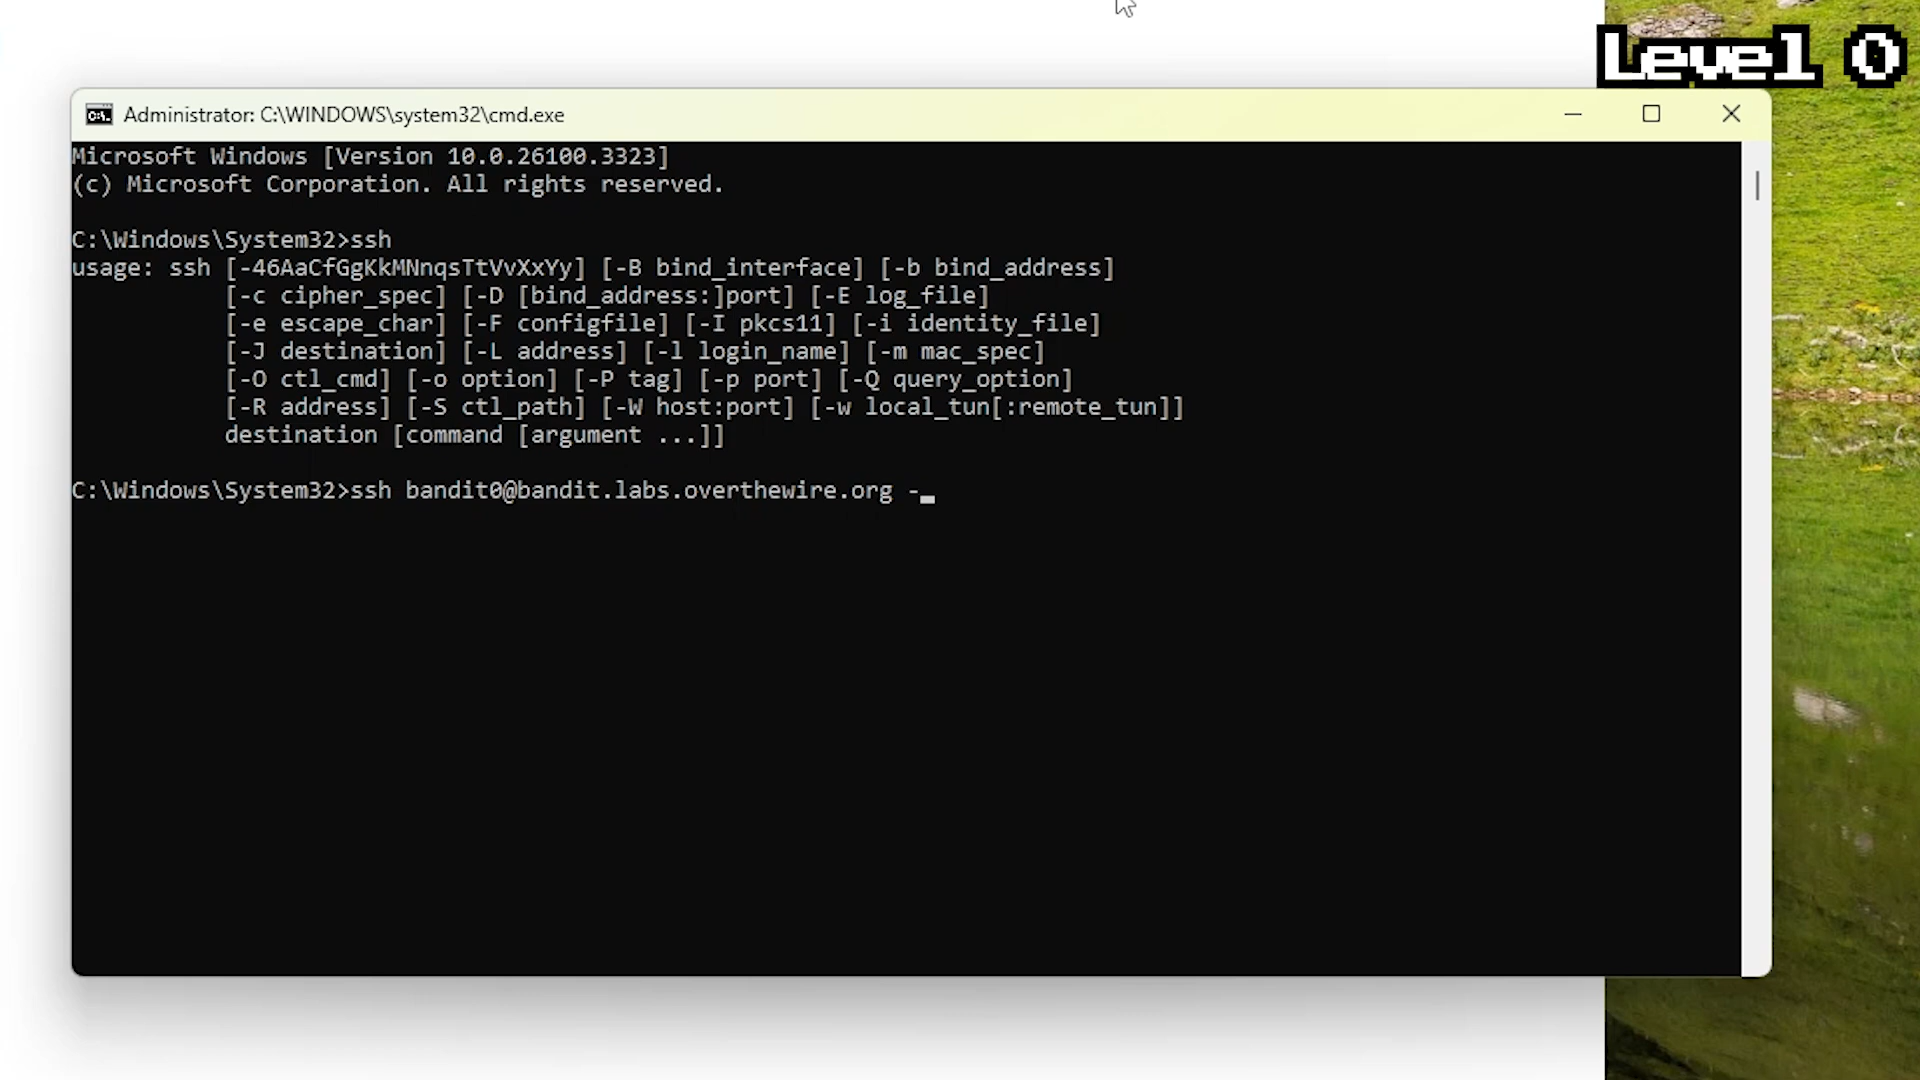 Level 0
Administrator: C:\WINDOWS\system32\cmd.exe
Microsoft Windows [Version 10.0.26100.3323]
(c) Microsoft Corporation. All rights reserved.
C:\Windows\System32>ssh
usage: ssh [-46AaCfGgKkMNnqsTtVvXxYy] [-B bind_interface] [-b bind_address]
[-c cipher_spec] [-D [bind_address:]port] [-E log_file]
[-e escape_char] [-F configfile] [-I pkcs11] [-i identity_file]
[-J destination] [-L address] [-l login_name] [-m mac_spec]
[-O ctl_cmd] [-o option] [-P tag] [-p port] [-Q query_option]
[-R address] [-S ctl_path] [-W host:port] [-w local_tun[:remote_tun]]
destination [command [argument ...]]
C:\Windows\System32>ssh bandit0@bandit.labs.overthewire.org -